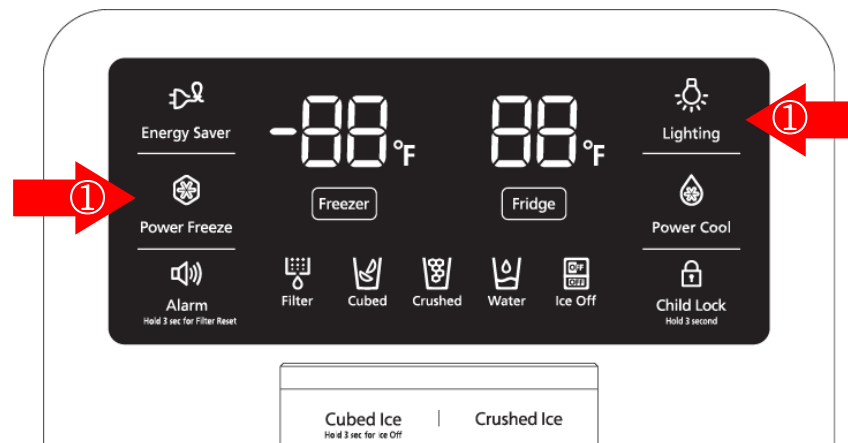 Energy Saver
-88°F
88°F
Lighting
①
①
Power Freeze
Freezer
Fridge
Power Cool
Alarm
Hold 3 sec for Filter Reset
Filter
Cubed
Crushed
Water
OFF
OFF
Ice Off
Child Lock
Hold 3 second
Cubed Ice | Crushed Ice
Hold 3 sec for Ice Off